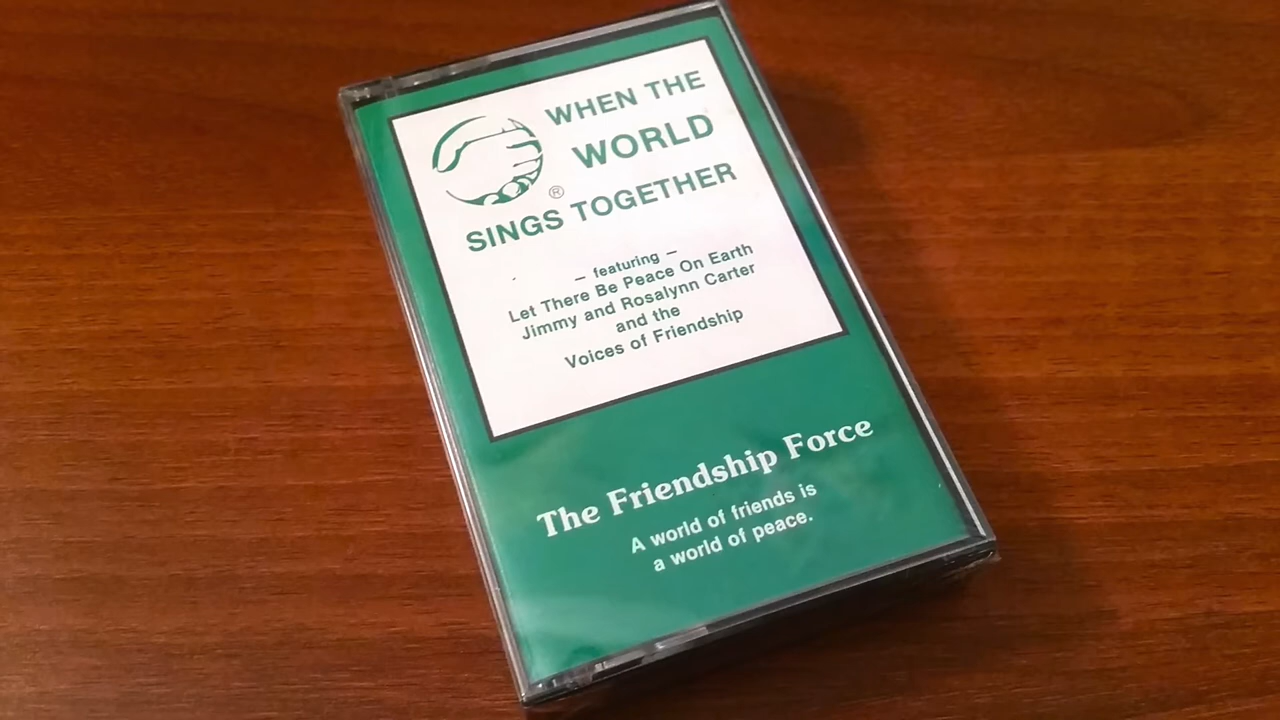 WHEN THE
WORLD
®
SINGS TOGETHER
– featuring –
Let There Be Peace On Earth
Jimmy and Rosalynn Carter
and the
Voices of Friendship
The Friendship Force
A world of friends is
a world of peace.